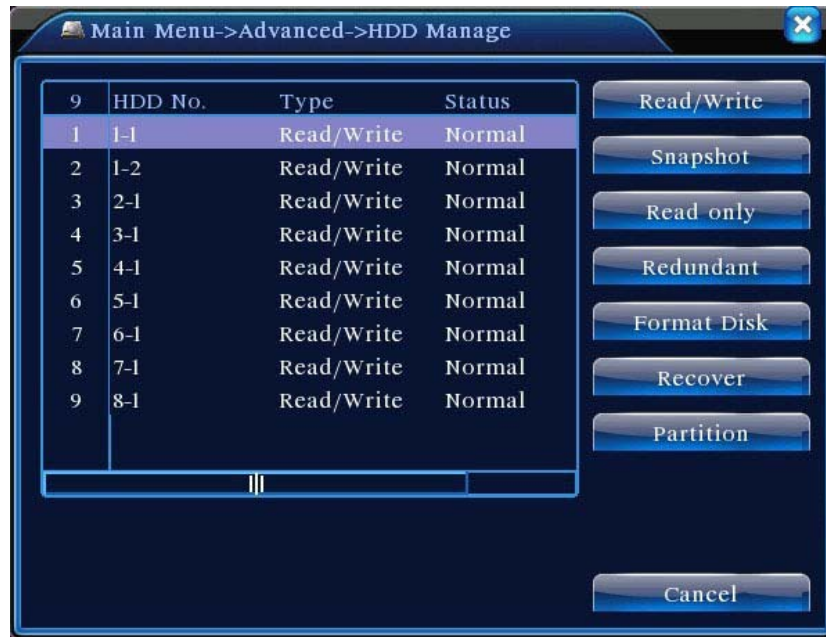 Main Menu->Advanced->HDD Manage
9 HDD No. Type Status
1 1-1 Read/Write Normal
2 1-2 Read/Write Normal
3 2-1 Read/Write Normal
4 3-1 Read/Write Normal
5 4-1 Read/Write Normal
6 5-1 Read/Write Normal
7 6-1 Read/Write Normal
8 7-1 Read/Write Normal
9 8-1 Read/Write Normal
Read/Write
Snapshot
Read only
Redundant
Format Disk
Recover
Partition
Cancel